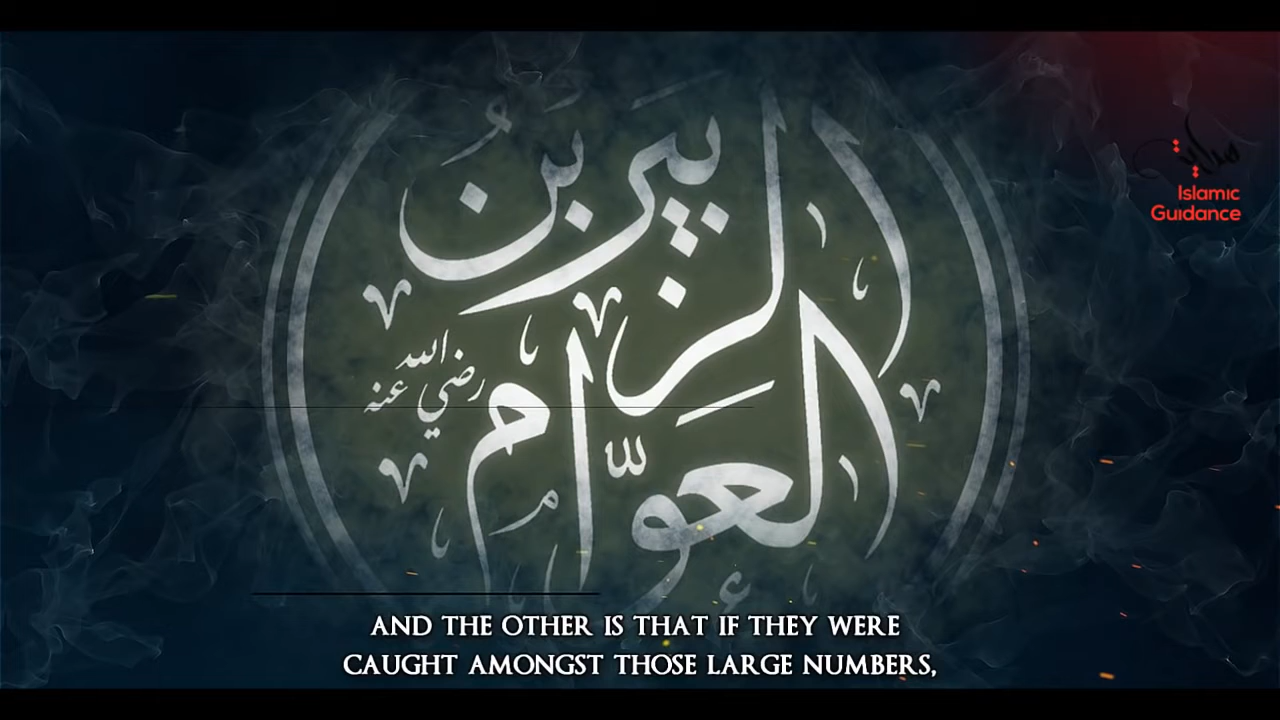 الزبير بن
العوام
رضي الله عنه
هداية
Islamic
Guidance
AND THE OTHER IS THAT IF THEY WERE
CAUGHT AMONGST THOSE LARGE NUMBERS,